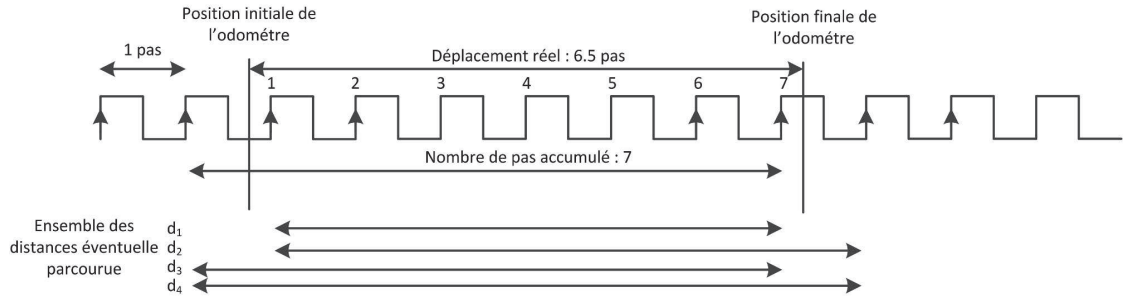 Position initiale de
l'odométre
Position finale de
l'odométre
1 pas
Déplacement réel : 6.5 pas
1 2 3 4 5 6 7
Nombre de pas accumulé : 7
Ensemble des
distances éventuelle
parcourue
d₁
d₂
d₃
d₄